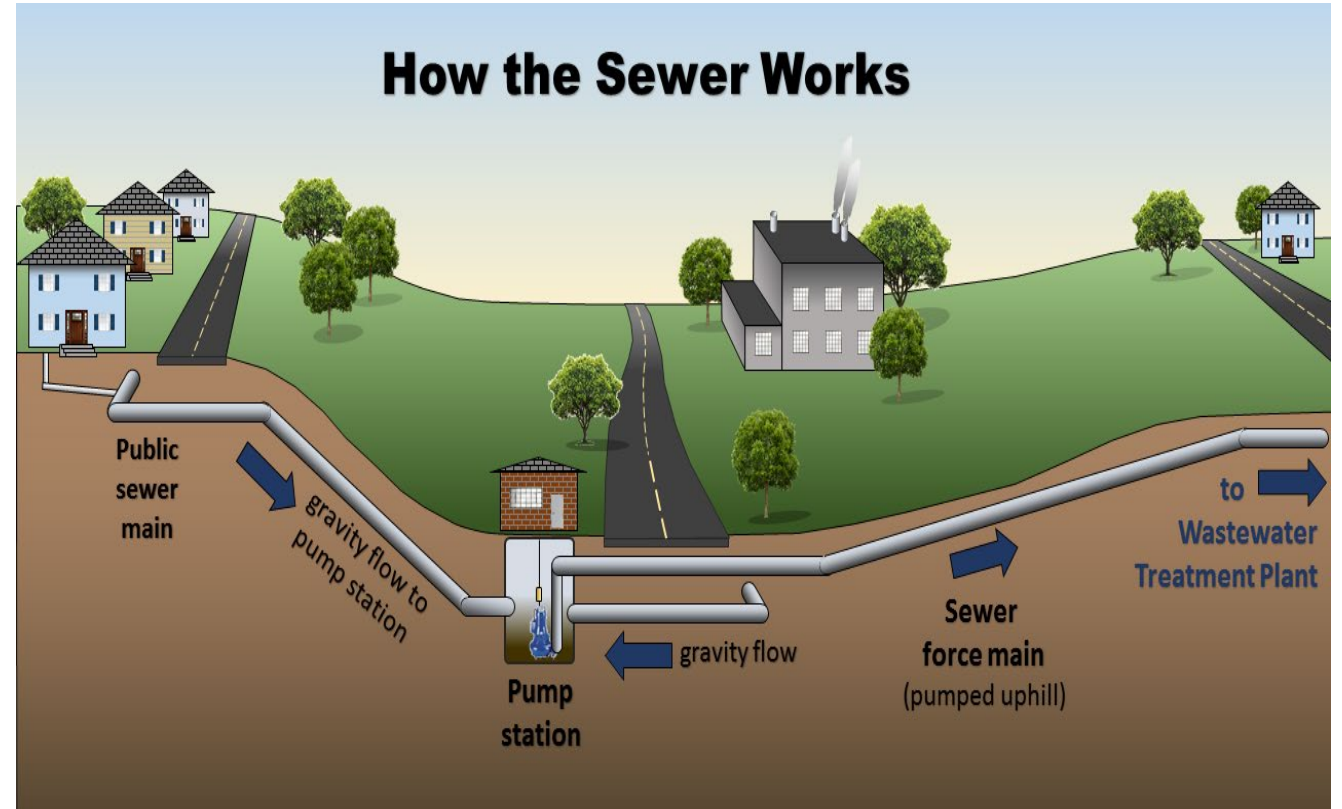 How the Sewer Works
Public
sewer
main
gravity flow to
pump station
Pump
station
gravity flow
Sewer
force main
(pumped uphill)
to
Wastewater
Treatment Plant